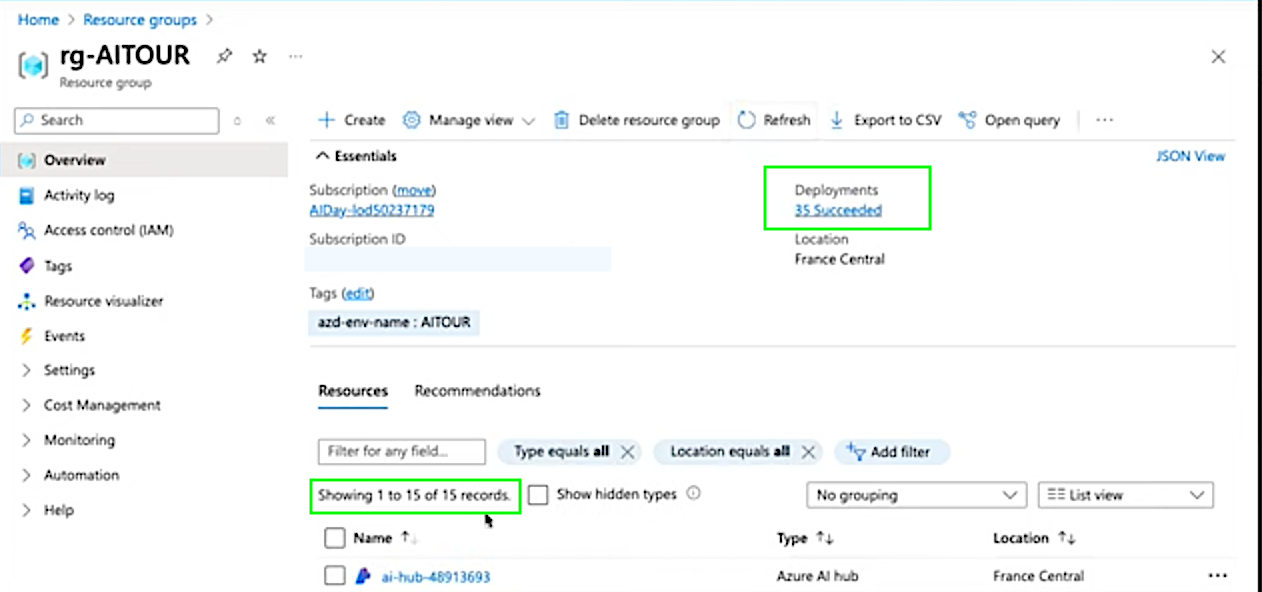 Home > Resource groups >
rg-AITOUR ...
Resource group
Search
Create Manage view Delete resource group Refresh Export to CSV Open query ...
Overview
Activity log
Access control (IAM)
Tags
Resource visualizer
Events
Settings
Cost Management
Monitoring
Automation
Help
Essentials
JSON View
Subscription (move)
AIDay-lod50237179
Subscription ID
Deployments
35 Succeeded
Location
France Central
Tags (edit)
azd-env-name : AITOUR
Resources Recommendations
Filter for any field... Type equals all Location equals all Add filter
Showing 1 to 15 of 15 records. Show hidden types No grouping List view
Name Type Location
ai-hub-48913693 Azure AI hub France Central ...